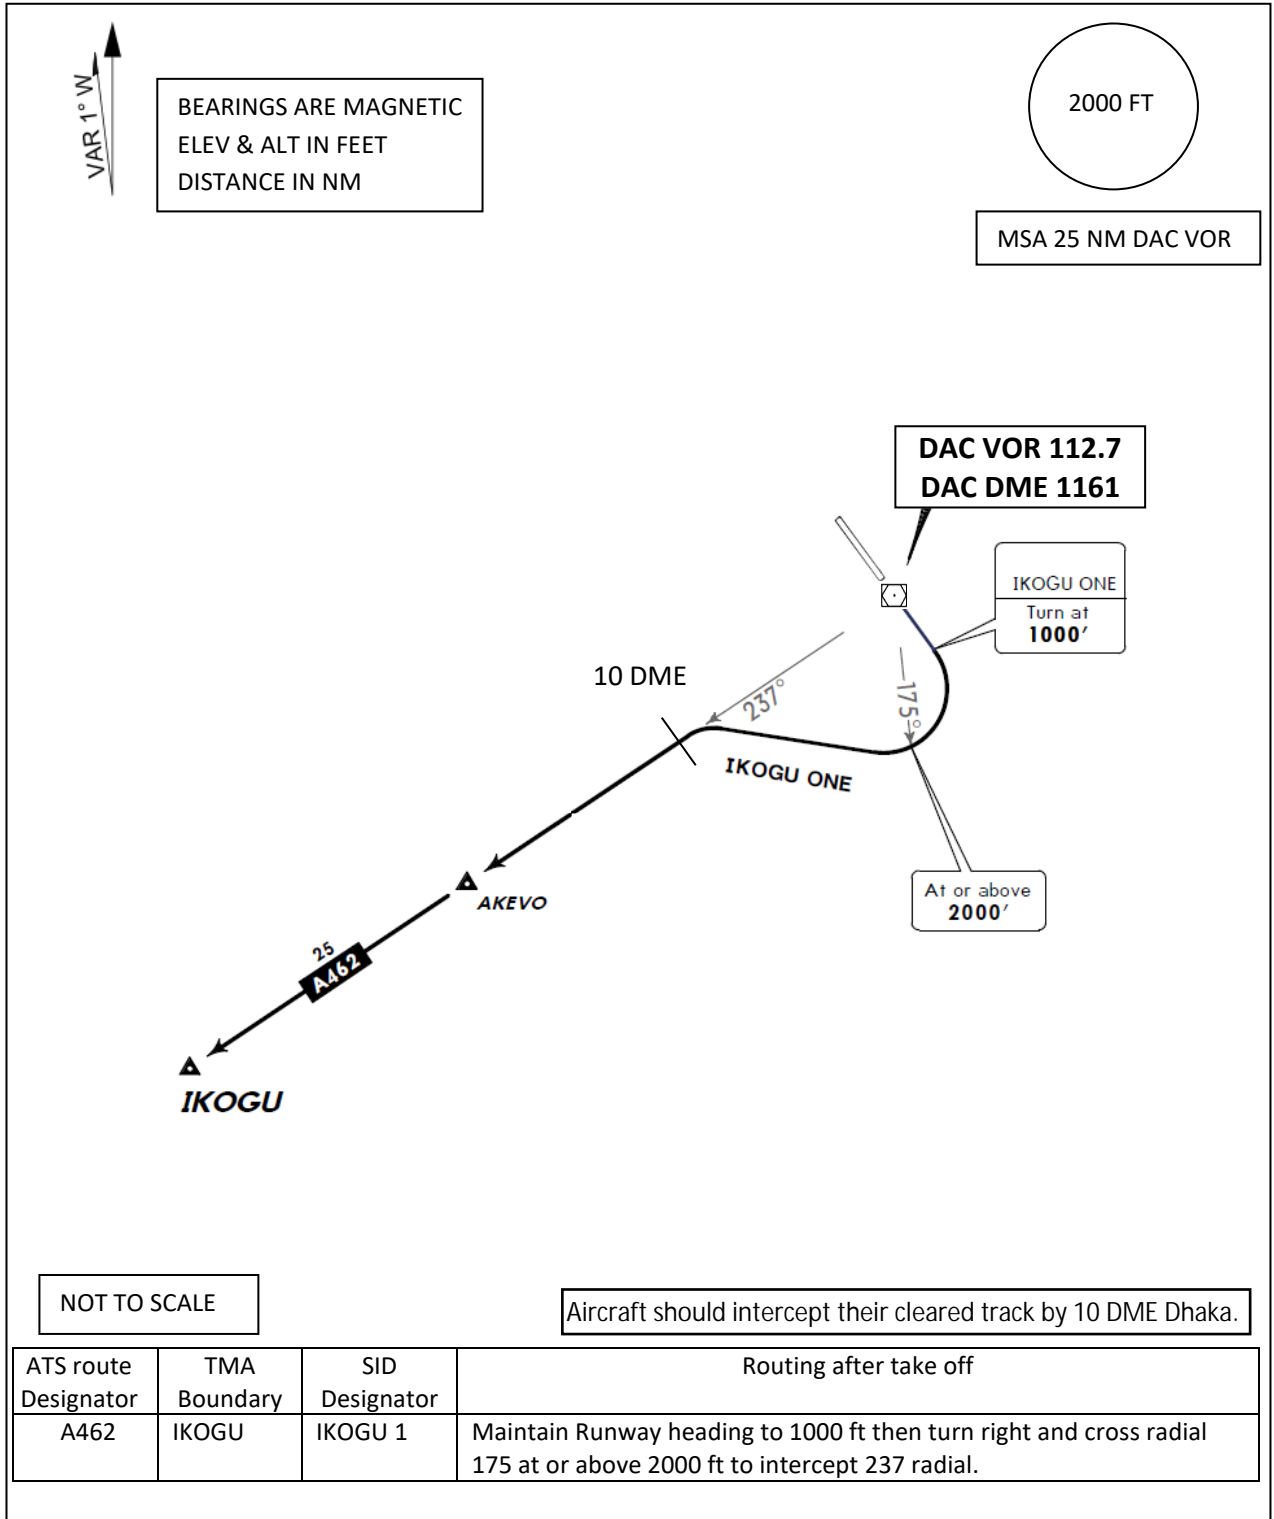 VAR 1° W
BEARINGS ARE MAGNETIC
ELEV & ALT IN FEET
DISTANCE IN NM
2000 FT
MSA 25 NM DAC VOR
DAC VOR 112.7
DAC DME 1161
IKOGU ONE
Turn at
1000'
10 DME
237°
175°
IKOGU ONE
At or above
2000'
AKEVO
25
A462
IKOGU
NOT TO SCALE
Aircraft should intercept their cleared track by 10 DME Dhaka.
ATS route
Designator
TMA
Boundary
SID
Designator
Routing after take off
A462
IKOGU
IKOGU 1
Maintain Runway heading to 1000 ft then turn right and cross radial
175 at or above 2000 ft to intercept 237 radial.